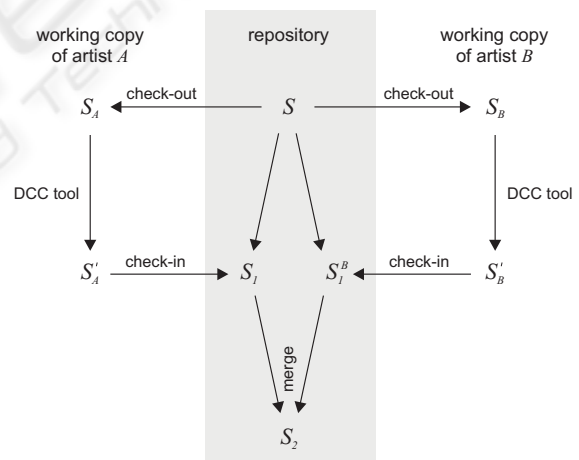 working copy
of artist A
repository
working copy
of artist B
S_A
check-out
S
check-out
S_B
DCC tool
DCC tool
S'_A
check-in
S_1
S_1^B
check-in
S'_B
merge
S_2